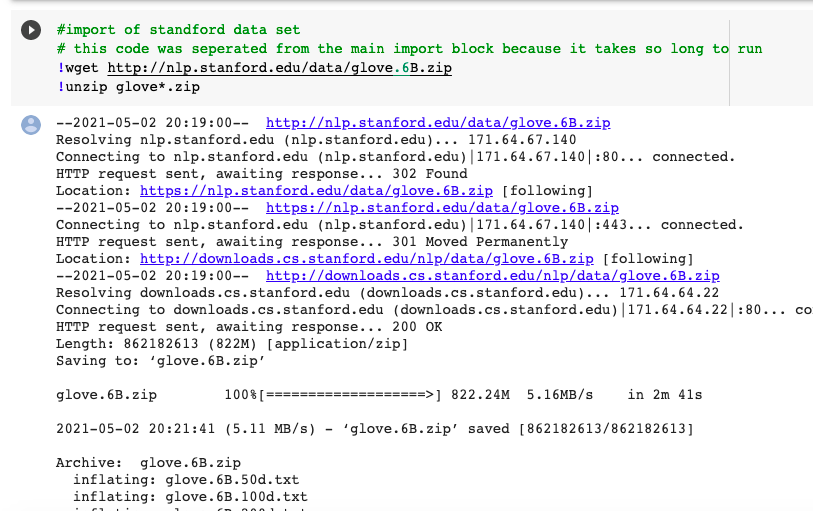 #import of standford data set
# this code was seperated from the main import block because it takes so long to run
!wget http://nlp.stanford.edu/data/glove.6B.zip
!unzip glove*.zip
--2021-05-02 20:19:00--  http://nlp.stanford.edu/data/glove.6B.zip
Resolving nlp.stanford.edu (nlp.stanford.edu)... 171.64.67.140
Connecting to nlp.stanford.edu (nlp.stanford.edu)|171.64.67.140|:80... connected.
HTTP request sent, awaiting response... 302 Found
Location: https://nlp.stanford.edu/data/glove.6B.zip [following]
--2021-05-02 20:19:00--  https://nlp.stanford.edu/data/glove.6B.zip
Connecting to nlp.stanford.edu (nlp.stanford.edu)|171.64.67.140|:443... connected.
HTTP request sent, awaiting response... 301 Moved Permanently
Location: http://downloads.cs.stanford.edu/nlp/data/glove.6B.zip [following]
--2021-05-02 20:19:00--  http://downloads.cs.stanford.edu/nlp/data/glove.6B.zip
Resolving downloads.cs.stanford.edu (downloads.cs.stanford.edu)... 171.64.64.22
Connecting to downloads.cs.stanford.edu (downloads.cs.stanford.edu)|171.64.64.22|:80... co
HTTP request sent, awaiting response... 200 OK
Length: 862182613 (822M) [application/zip]
Saving to: ‘glove.6B.zip’
glove.6B.zip        100%[===================>] 822.24M  5.16MB/s    in 2m 41s
2021-05-02 20:21:41 (5.11 MB/s) - ‘glove.6B.zip’ saved [862182613/862182613]
Archive:  glove.6B.zip
  inflating: glove.6B.50d.txt
  inflating: glove.6B.100d.txt